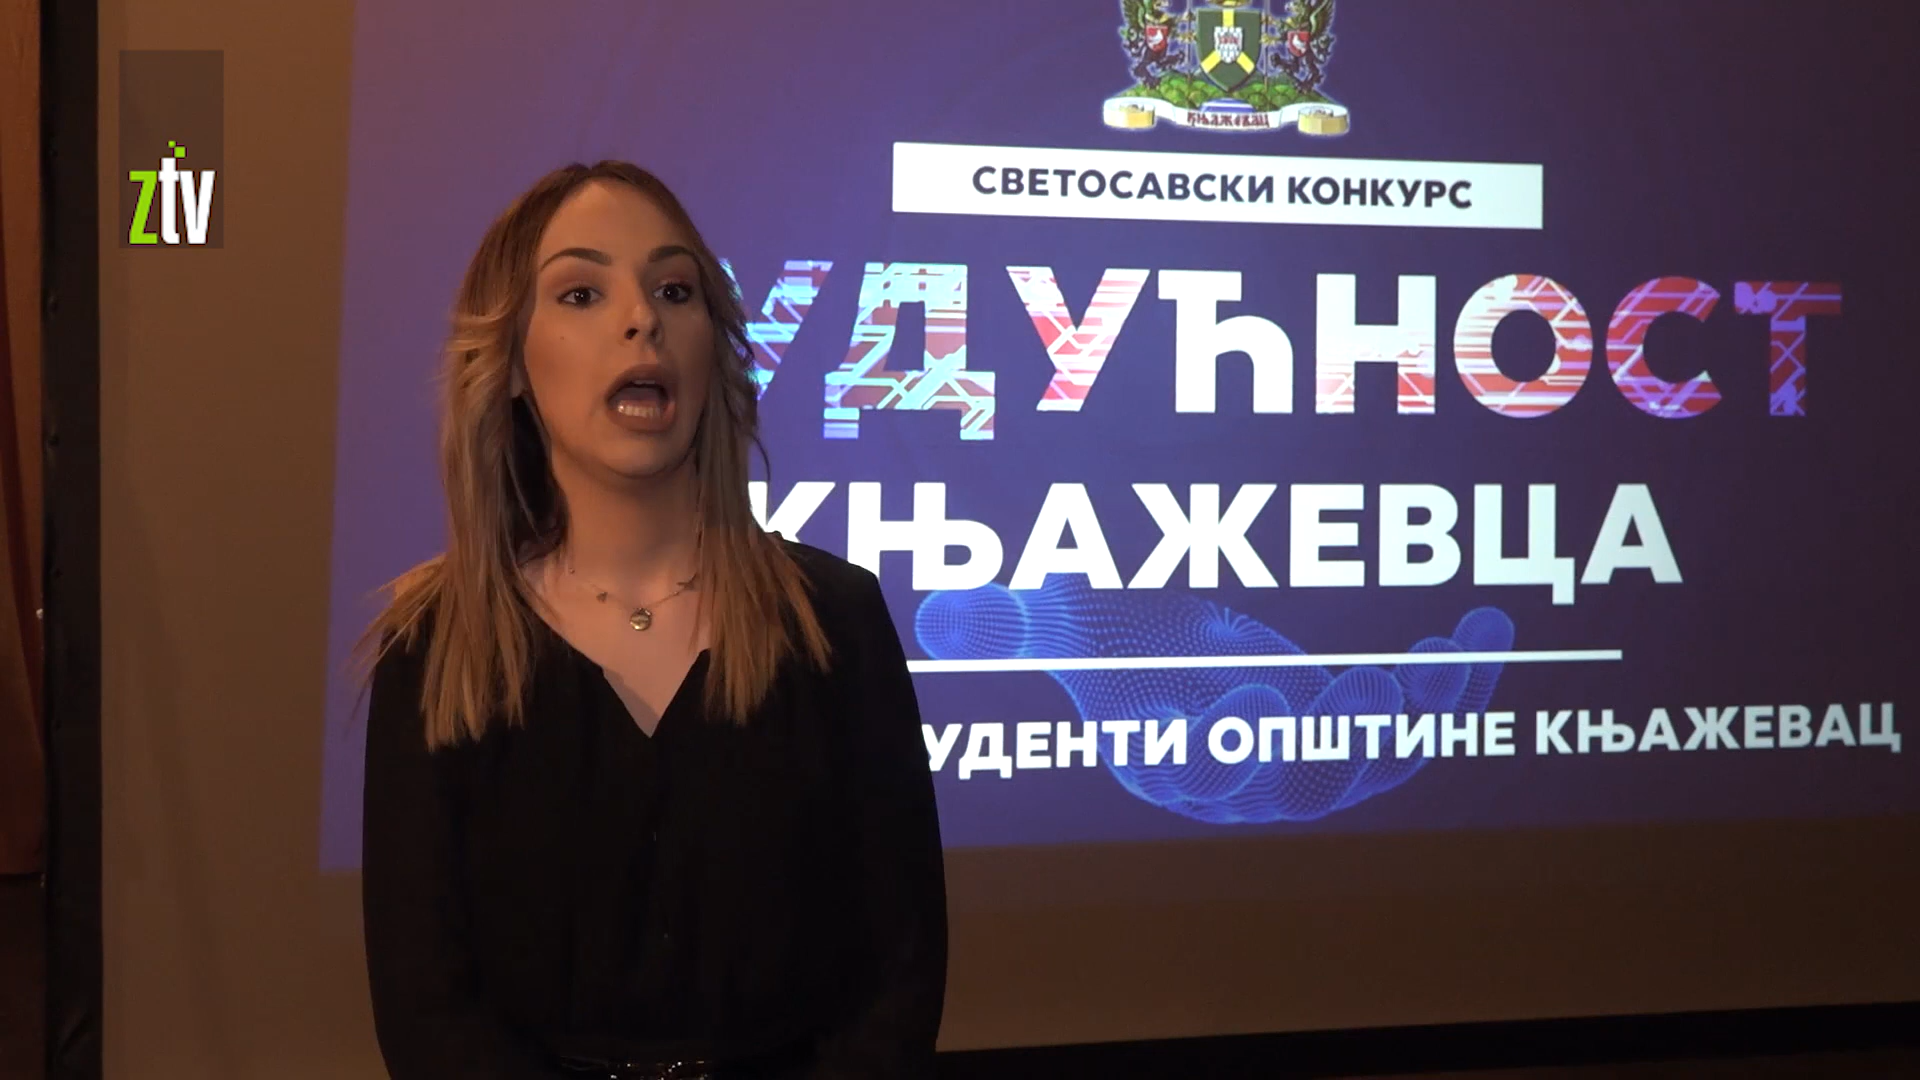 ztv
КЊАЖЕВАЦ
СВЕТОСАВСКИ КОНКУРС
УДУЋНОСТ
КЊАЖЕВЦА
УДЕНТИ ОПШТИНЕ КЊАЖЕВАЦ